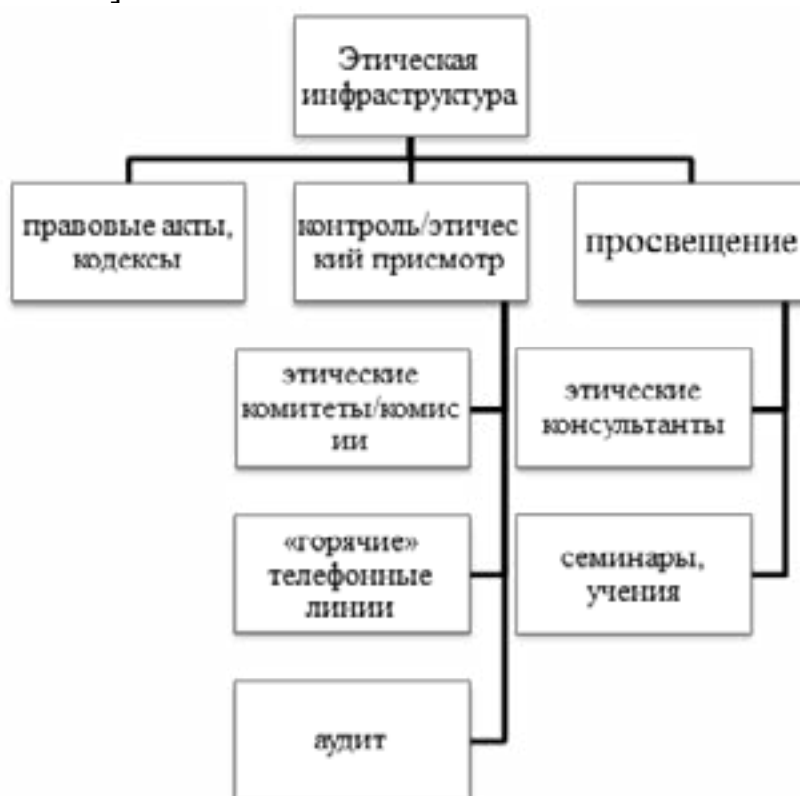 Этическая
инфраструктура
правовые акты,
кодексы
контроль/этичес
кий присмотр
просвещение
этические
комитеты/комис
ии
этические
консультанты
«горячие»
телефонные
линии
семинары,
учения
аудит